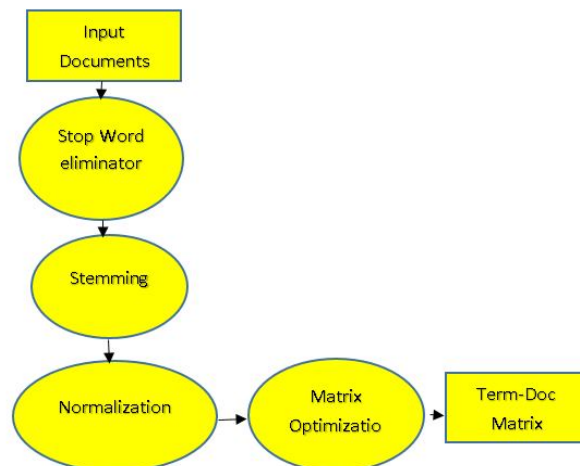 Input
Documents
Stop Word
eliminator
Stemming
Normalization
Matrix
Optimizatio
Term-Doc
Matrix